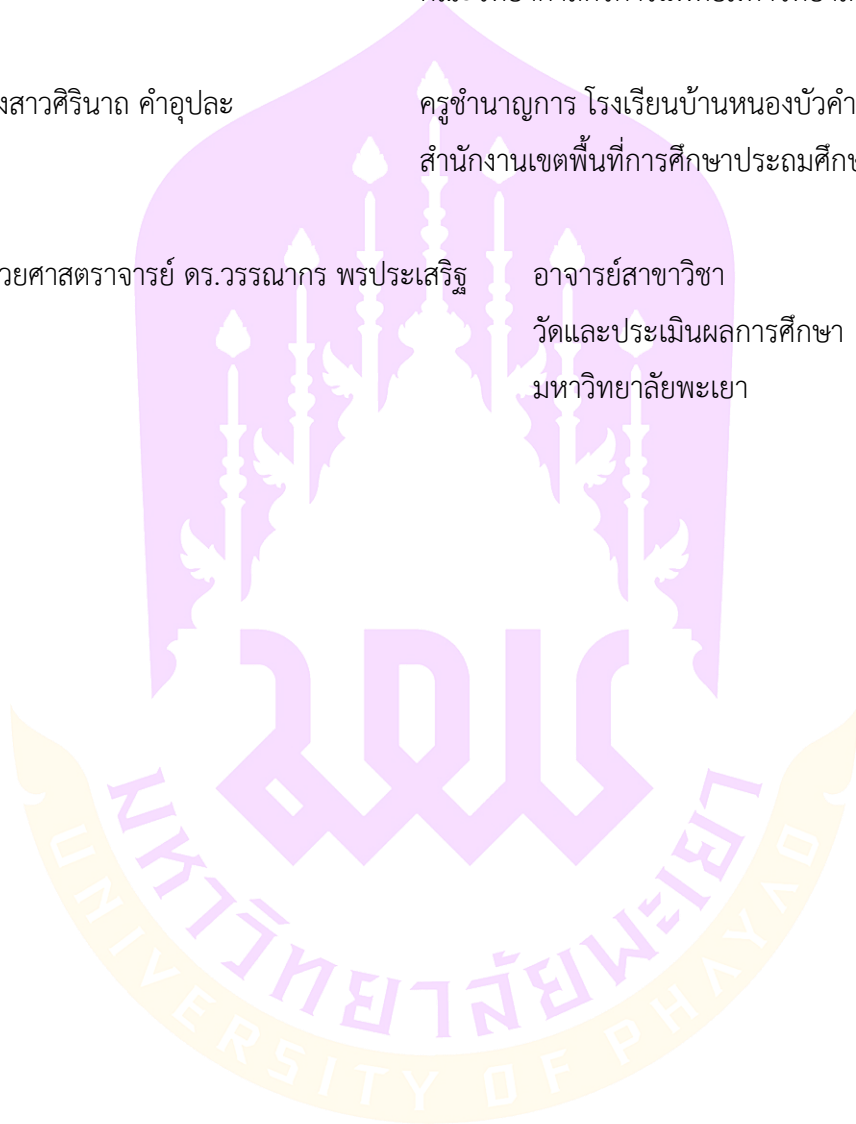 งสาวศิรินาถ คำอุปละ ครูชำนาญการ โรงเรียนบ้านหนองบัวคำ
สำนักงานเขตพื้นที่การศึกษาประถมศึกษ
วยศาสตราจารย์ ดร.วรรณากร พรประเสริฐ อาจารย์สาขาวิชา
วัดและประเมินผลการศึกษา
มหาวิทยาลัยพะเยา
มหาวิทยาลัยพะเยา
UNIVERSITY OF PHAYAO